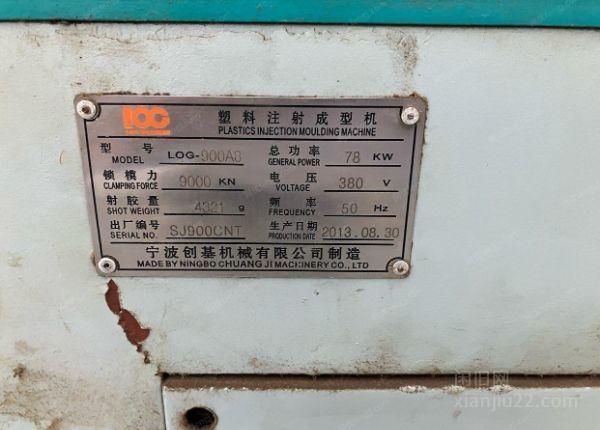 LOG 塑料注射成型机
PLASTICS INJECTION MOULDING MACHINE
型号 总功率
MODEL LOG-900A8 GENERAL POWER 78 KW
锁模力 电压
CLAMPING FORCE 9000 KN VOLTAGE 380 V
射胶量 频率
SHOT WEIGHT 4321 g FREQUENCY 50 Hz
出厂编号 生产日期
SERIAL NO. SJ900CNT PRODUCTION DATE 2013.08.30
宁波创基机械有限公司制造
MADE BY NINGBO CHUANG JI MACHINERY CO., LTD
闲旧网
xianjiu22.com